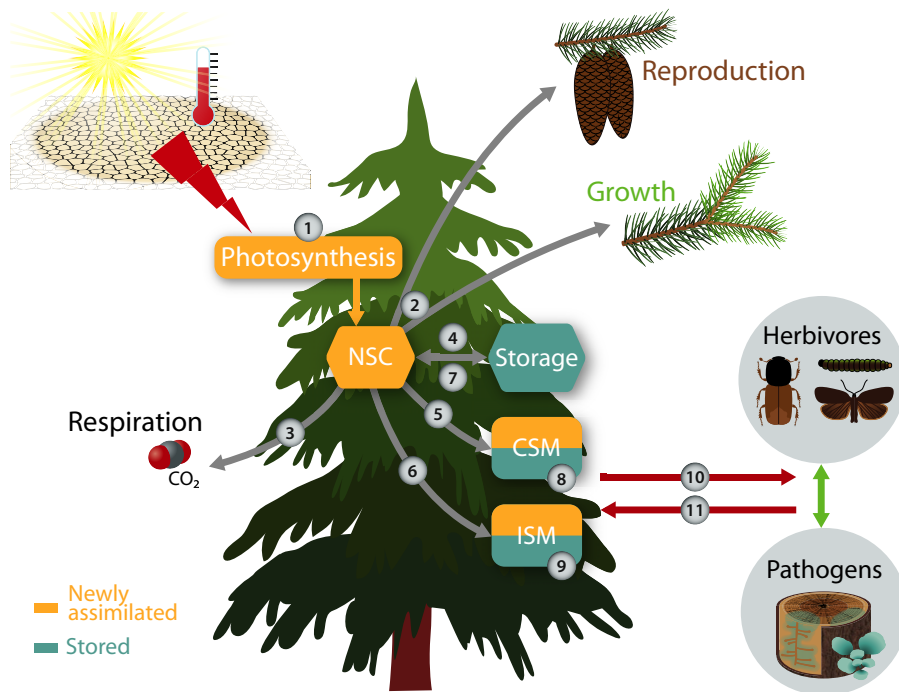 Reproduction
Growth
1
Photosynthesis
2
4
NSC
Storage
7
Herbivores
Respiration
3
5
CO₂
CSM
6
8
10
11
ISM
9
Pathogens
Newly
assimilated
Stored